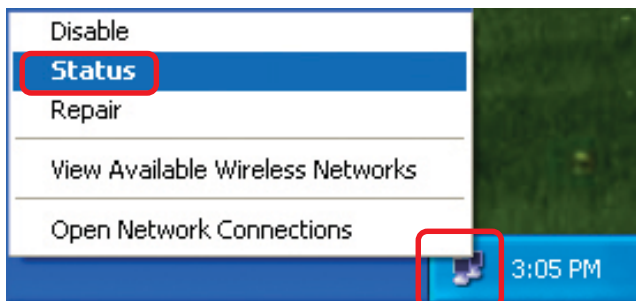 Disable
Status
Repair
View Available Wireless Networks
Open Network Connections
3:05 PM